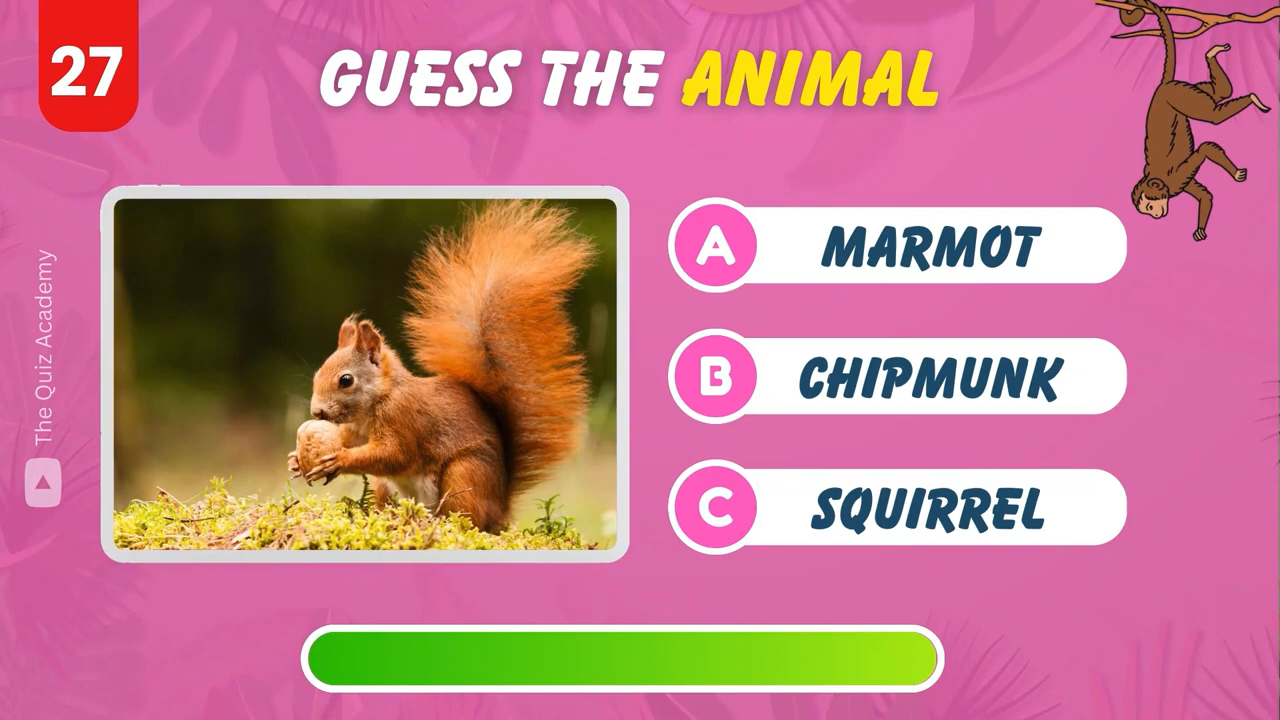 27
GUESS THE ANIMAL
The Quiz Academy
A MARMOT
B CHIPMUNK
C SQUIRREL